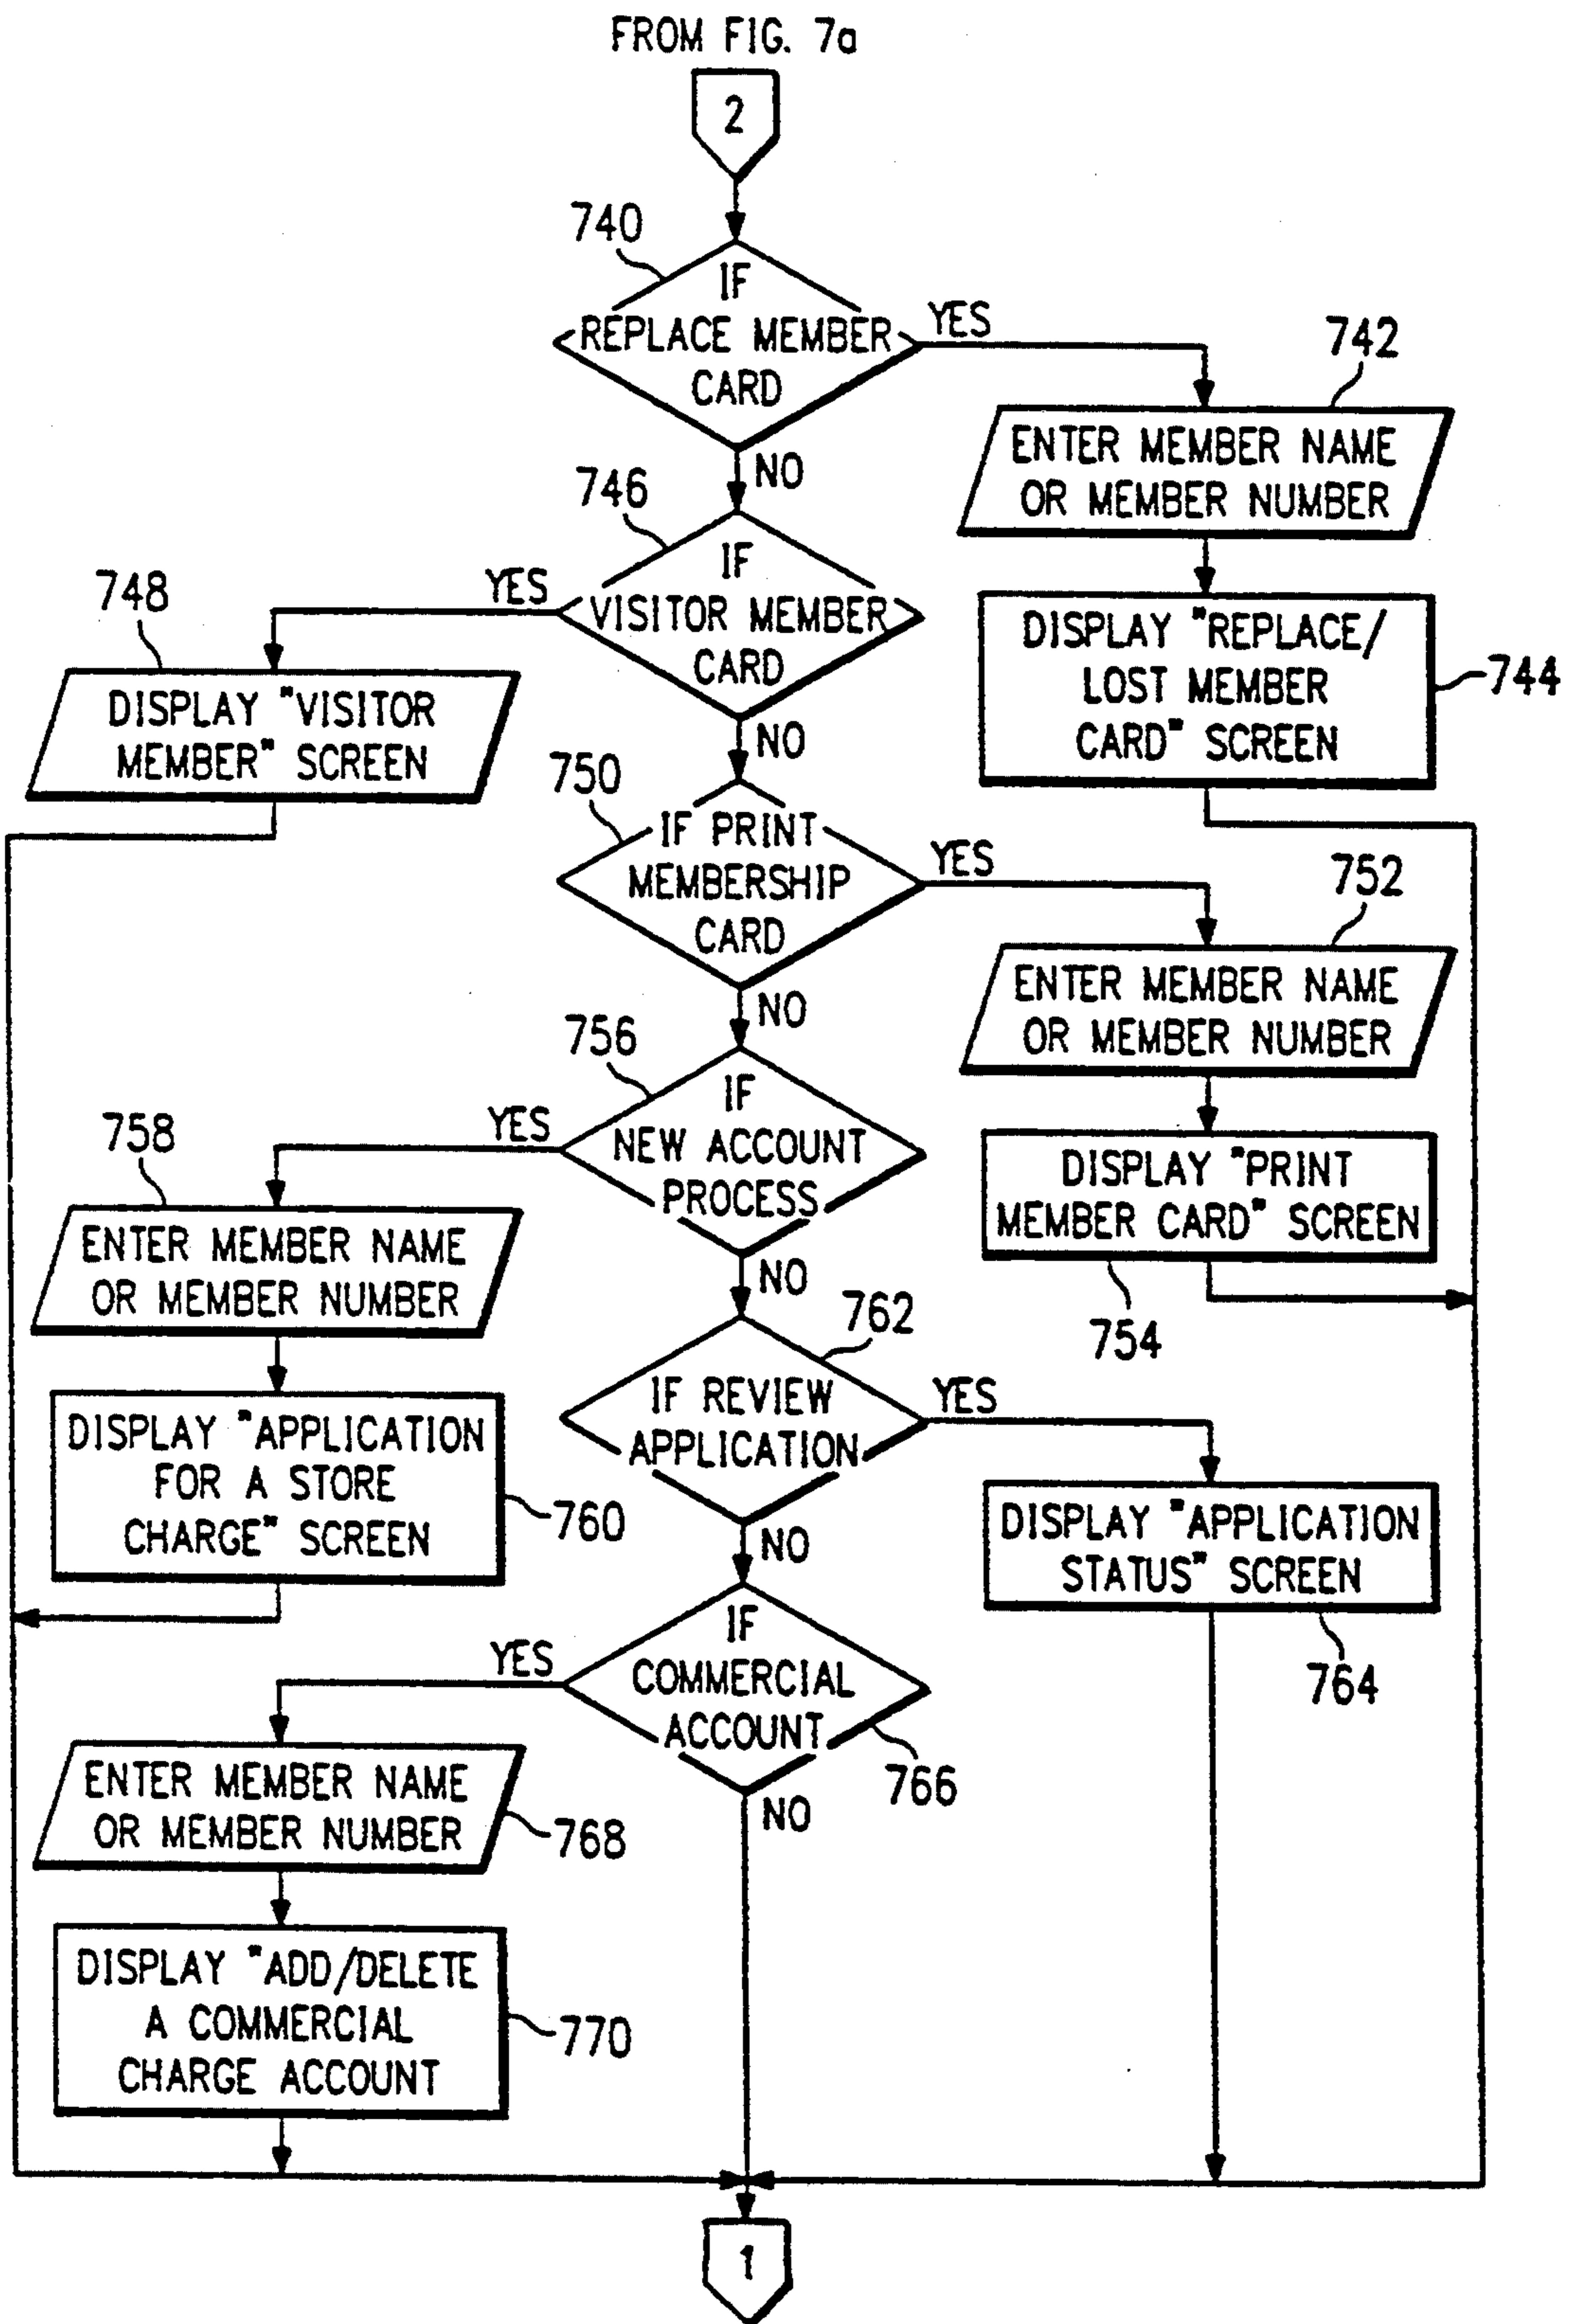 FROM FIG. 7a
2
740
IF
REPLACE MEMBER
CARD
YES
NO
742
ENTER MEMBER NAME
OR MEMBER NUMBER
DISPLAY "REPLACE/
LOST MEMBER
CARD" SCREEN
744
746
IF
VISITOR MEMBER
CARD
YES
NO
748
DISPLAY "VISITOR
MEMBER" SCREEN
750
IF PRINT
MEMBERSHIP
CARD
YES
NO
752
ENTER MEMBER NAME
OR MEMBER NUMBER
DISPLAY "PRINT
MEMBER CARD" SCREEN
754
756
IF
NEW ACCOUNT
PROCESS
YES
NO
758
ENTER MEMBER NAME
OR MEMBER NUMBER
DISPLAY "APPLICATION
FOR A STORE
CHARGE" SCREEN
760
762
IF REVIEW
APPLICATION
YES
NO
DISPLAY "APPLICATION
STATUS" SCREEN
764
IF
COMMERCIAL
ACCOUNT
YES
766
NO
ENTER MEMBER NAME
OR MEMBER NUMBER
768
DISPLAY "ADD/DELETE
A COMMERCIAL
CHARGE ACCOUNT
770
1